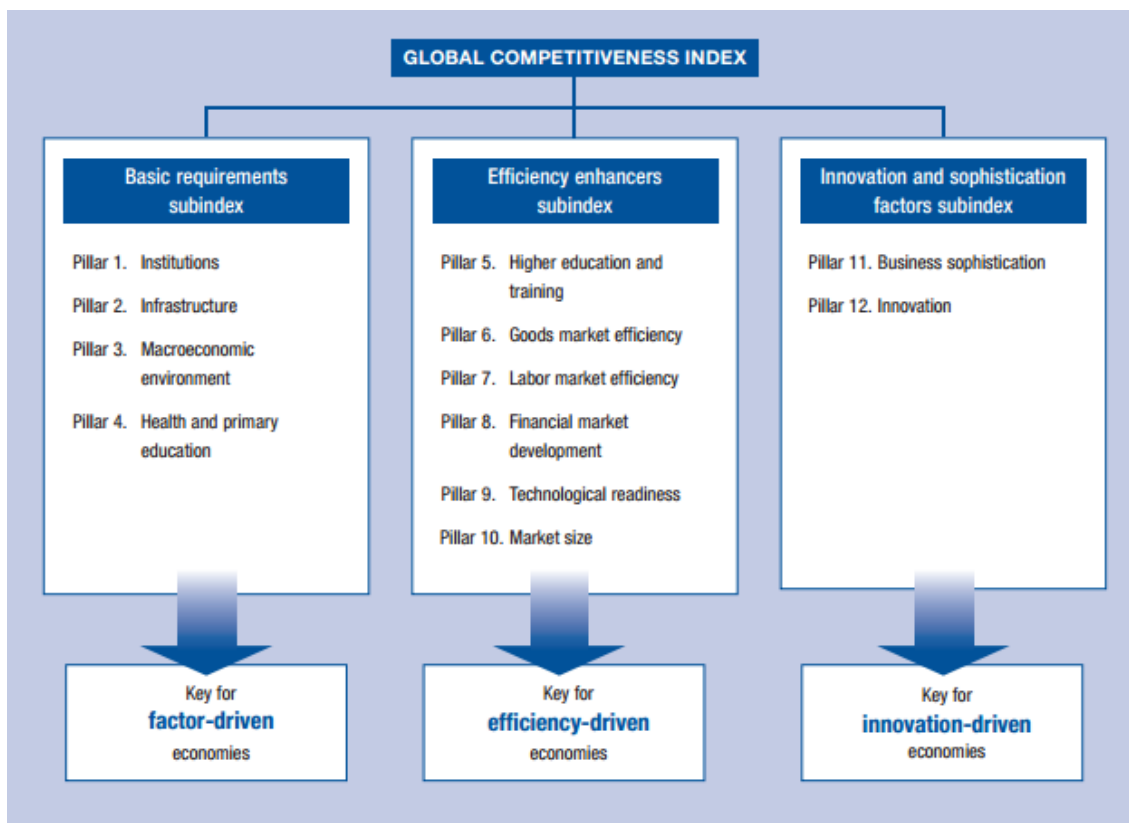 GLOBAL COMPETITIVENESS INDEX
Basic requirements
subindex
Pillar 1. Institutions
Pillar 2. Infrastructure
Pillar 3. Macroeconomic
environment
Pillar 4. Health and primary
education
Key for
factor-driven
economies
Efficiency enhancers
subindex
Pillar 5. Higher education and
training
Pillar 6. Goods market efficiency
Pillar 7. Labor market efficiency
Pillar 8. Financial market
development
Pillar 9. Technological readiness
Pillar 10. Market size
Key for
efficiency-driven
economies
Innovation and sophistication
factors subindex
Pillar 11. Business sophistication
Pillar 12. Innovation
Key for
innovation-driven
economies